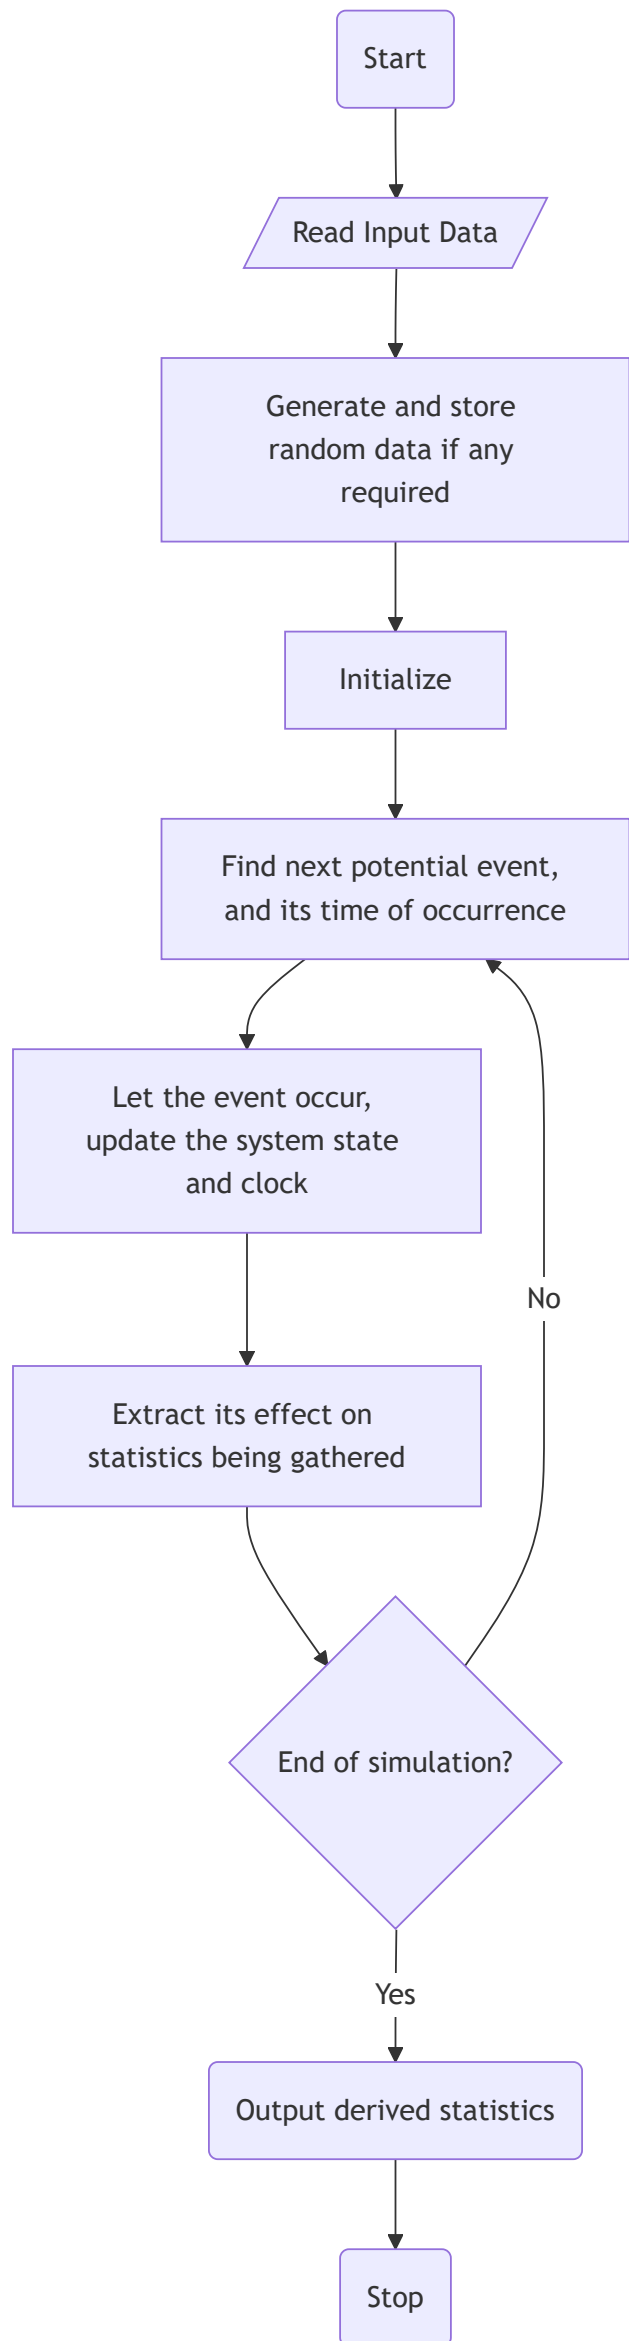 Start
Read Input Data
Generate and store
random data if any
required
Initialize
Find next potential event,
and its time of occurrence
Let the event occur,
update the system state
and clock
No
Extract its effect on
statistics being gathered
End of simulation?
Yes
Output derived statistics
Stop